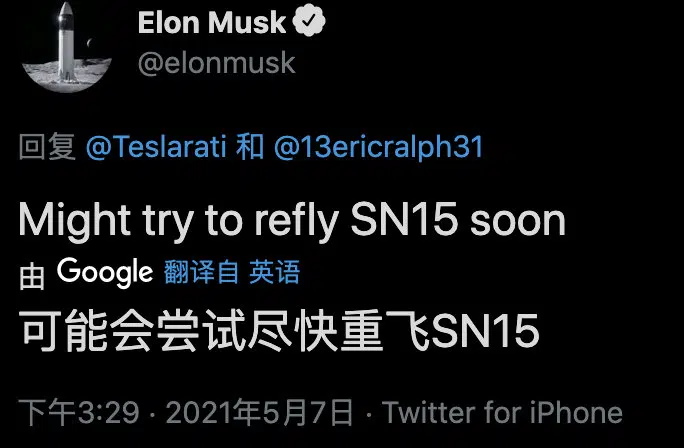 Elon Musk
@elonmusk
回复 @Teslarati 和 @13ericralph31
Might try to refly SN15 soon
由 Google 翻译自 英语
可能会尝试尽快重飞SN15
下午3:29 · 2021年5月7日 · Twitter for iPhone